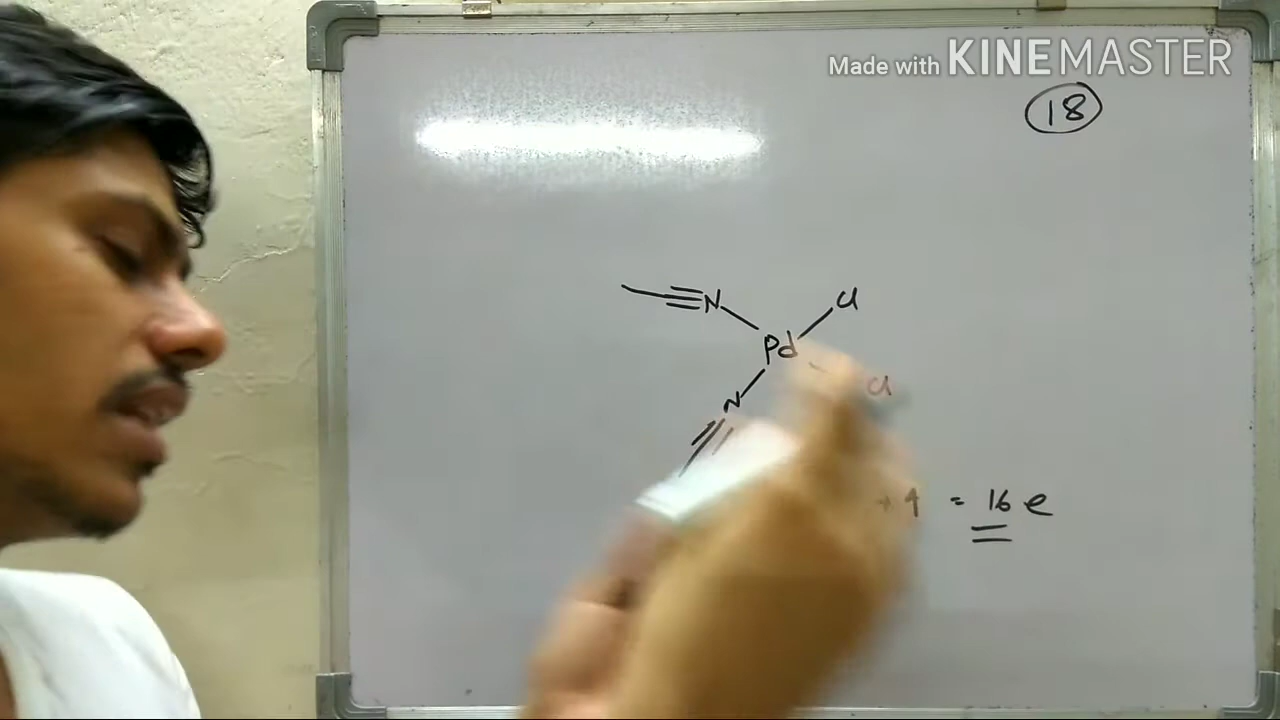 Made with KINEMASTER
18
≡N Cl
Pd
N Cl
+ 4 = 16 e